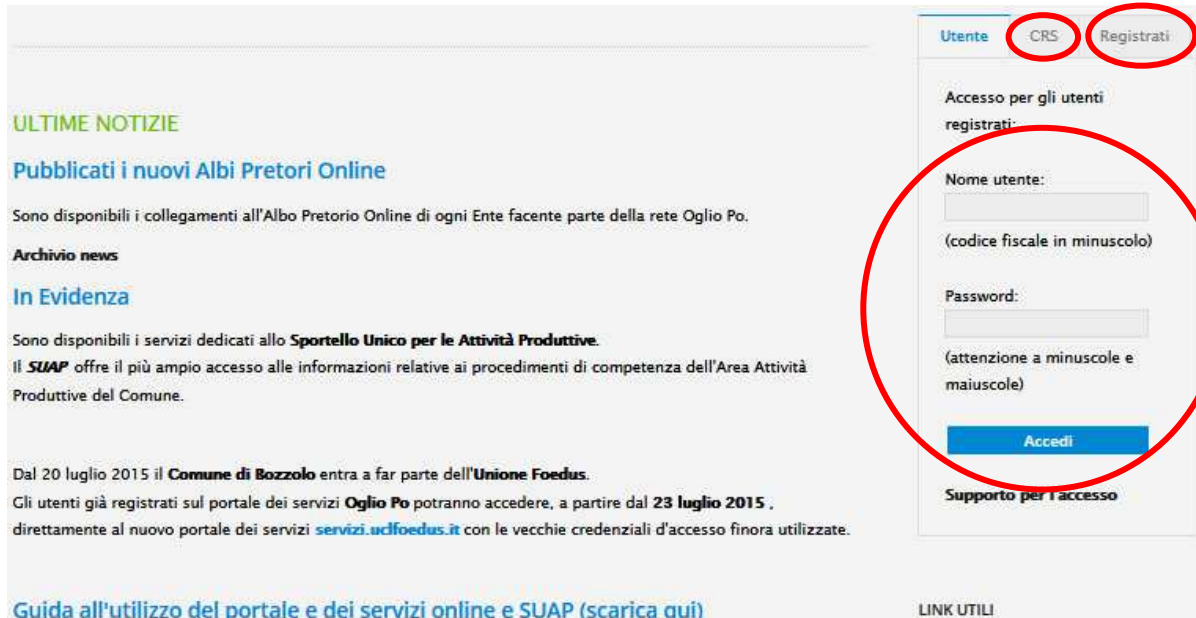 ULTIME NOTIZIE
Pubblicati i nuovi Albi Pretori Online
Sono disponibili i collegamenti all'Albo Pretorio Online di ogni Ente facente parte della rete Oglio Po.
Archivio news
In Evidenza
Sono disponibili i servizi dedicati allo Sportello Unico per le Attività Produttive.
Il SUAP offre il più ampio accesso alle informazioni relative ai procedimenti di competenza dell'Area Attività
Produttive del Comune.
Dal 20 luglio 2015 il Comune di Bozzolo entra a far parte dell'Unione Foedus.
Gli utenti già registrati sul portale dei servizi Oglio Po potranno accedere, a partire dal 23 luglio 2015 ,
direttamente al nuovo portale dei servizi servizi.uclfoedus.it con le vecchie credenziali d'accesso finora utilizzate.
Guida all'utilizzo del portale e dei servizi online e SUAP (scarica qui)
Utente CRS Registrati
Accesso per gli utenti
registrati:
Nome utente:
(codice fiscale in minuscolo)
Password:
(attenzione a minuscole e
maiuscole)
Accedi
Supporto per l'accesso
LINK UTILI